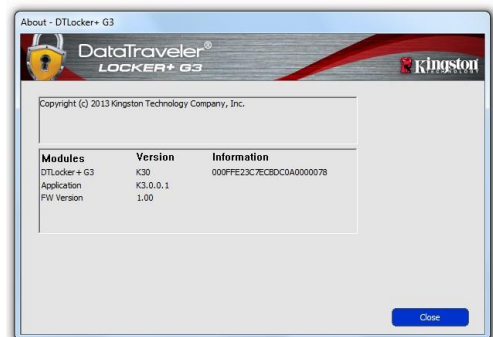 About - DTLocker+ G3
DataTraveler®
LOCKER+ G3
Kingston
TECHNOLOGY
Copyright (c) 2013 Kingston Technology Company, Inc.
Modules Version Information
DTLocker+ G3 K30 000FFE23C7ECBDC0A0000078
Application K3.0.0.1
FW Version 1.00
Close